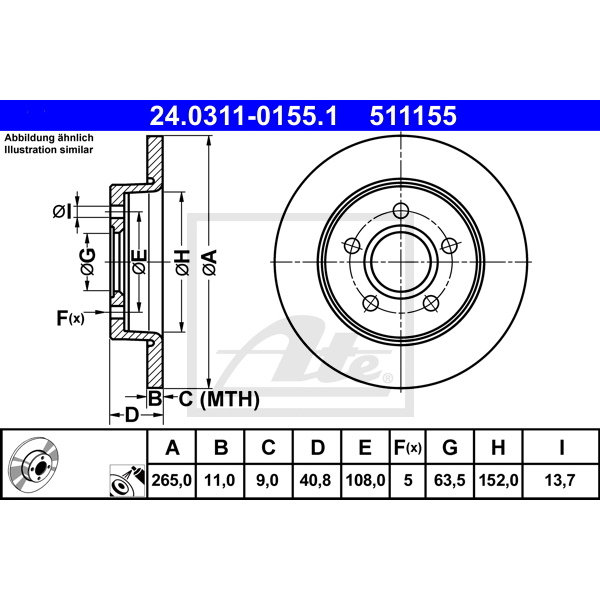 24.0311-0155.1 511155
Abbildung ähnlich
Illustration similar
ØI
ØG
ØE
ØH
ØA
F(x)
B
C (MTH)
D
Ate
®
A B C D E F(x) G H I
265,0 11,0 9,0 40,8 108,0 5 63,5 152,0 13,7